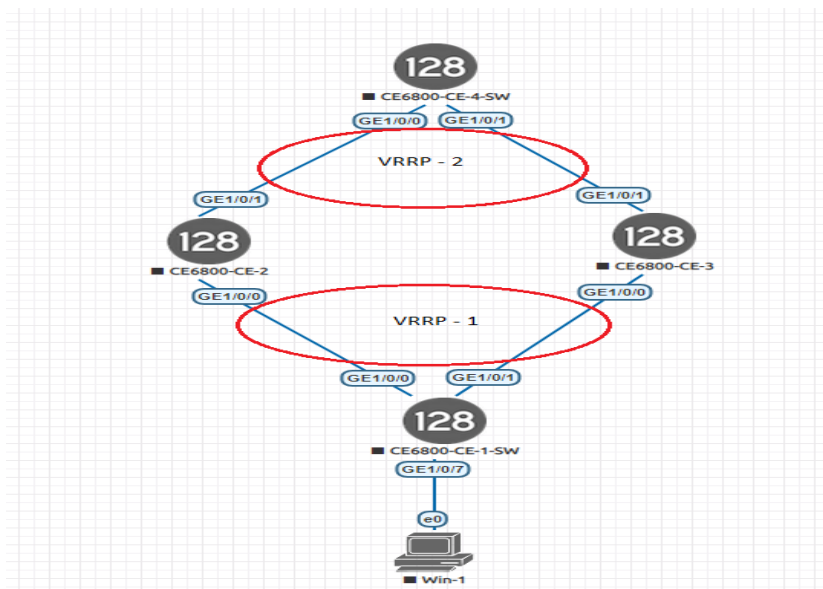 128
CE6800-CE-4-SW
GE1/0/0 GE1/0/1
VRRP - 2
GE1/0/1 GE1/0/1
128 128
CE6800-CE-2 CE6800-CE-3
GE1/0/0 GE1/0/0
VRRP - 1
GE1/0/0 GE1/0/1
128
CE6800-CE-1-SW
GE1/0/7
e0
Win-1